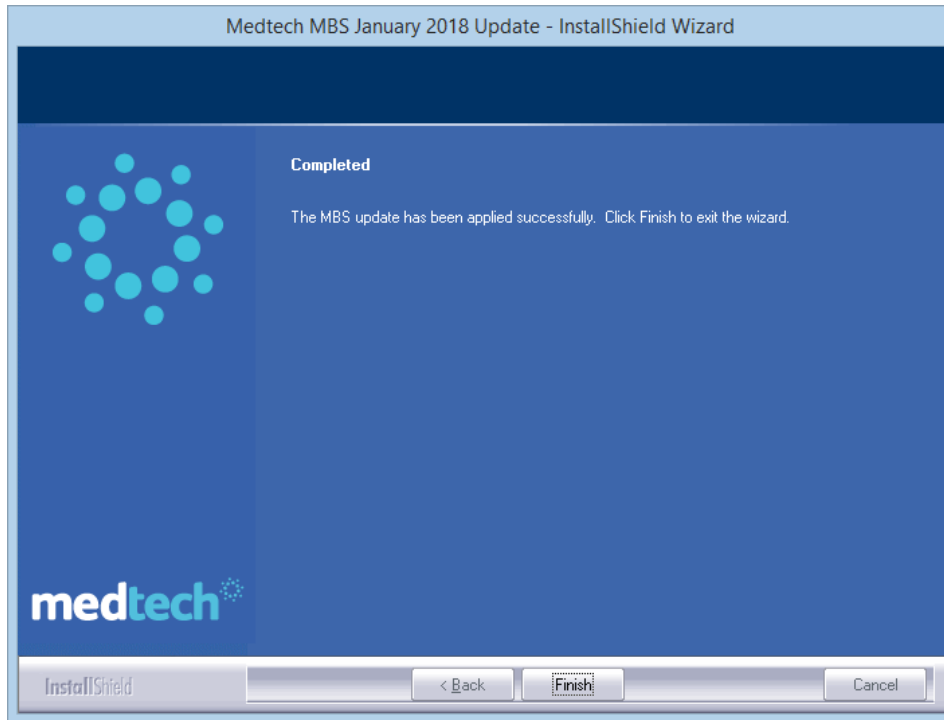 Medtech MBS January 2018 Update - InstallShield Wizard
Completed
The MBS update has been applied successfully.  Click Finish to exit the wizard.
medtech
InstallShield
< Back
Finish
Cancel